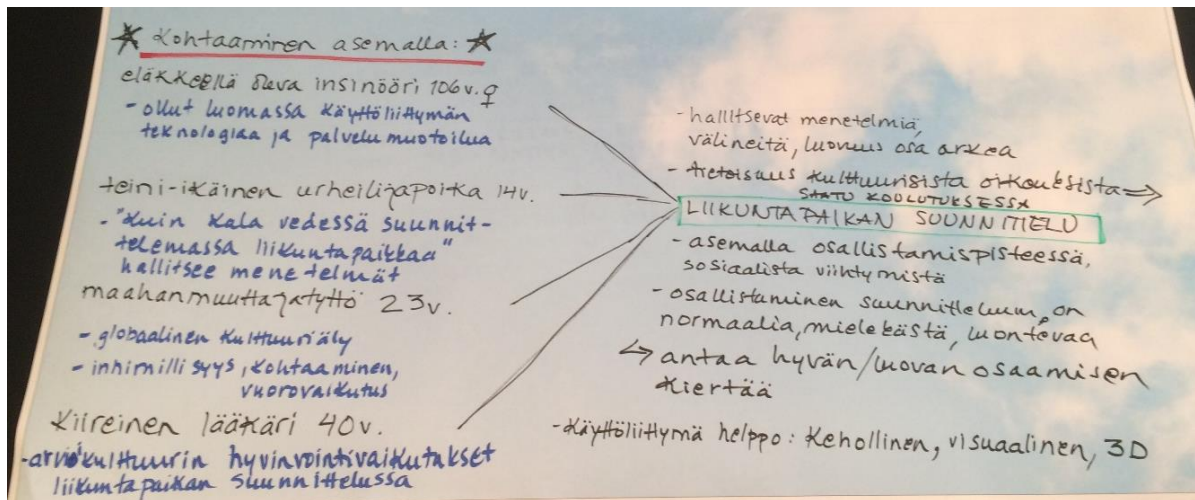 Kohtaaminen asemalla:
eläkkeellä oleva insinööri 106v. ♀
- ollut luomassa käyttöliittymän
teknologiaa ja palvelumuotoilua
teini-ikäinen urheilijapoika 14v.
- "kuin kala vedessä suunnit-
telemassa liikuntapaikkaa"
hallitsee menetelmät
maahanmuuttajatyttö 23v.
- globaalinen kulttuuriäly
- inhimillisyys, kohtaaminen,
vuorovaikutus
Kiireinen lääkäri 40v.
- arvioi kulttuurin hyvinvointivaikutukset
liikuntapaikan suunnittelussa
- hallitsevat menetelmiä,
välineitä, luovuus osa arkea
- tietoisuus kulttuurisista oikeuksista ⇒
SAATU KOULUTUKSESSA
LIIKUNTAPAIKAN SUUNNITTELU
- asemalla osallistamispisteessä,
sosiaalista viihtymistä
- osallistuminen suunnitteluun on
normaalia, mielekästä, luontevaa
↳ antaa hyvän/luovan osaamisen
kiertää
- Käyttöliittymä helppo: Kehollinen, visuaalinen, 3D